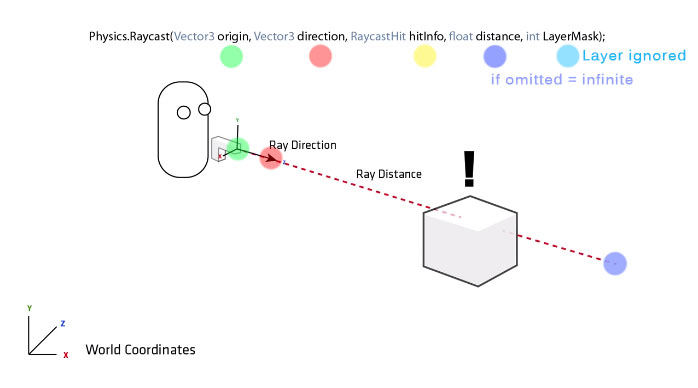 Physics.Raycast(Vector3 origin, Vector3 direction, RaycastHit hitInfo, float distance, int LayerMask);
Layer ignored
if omitted = infinite
Y
X
Z
Ray Direction
Ray Distance
!
Y
Z
X
World Coordinates